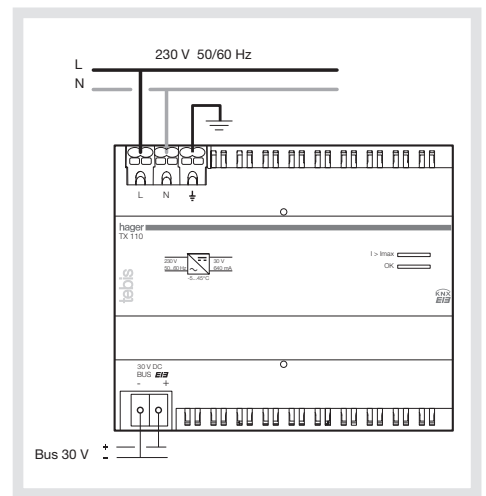 230 V 50/60 Hz
L
N
L N
hager
TX 110
230 V 30 V
50...60 Hz 640 mA
-5...45°C
I > Imax
OK
tebis
KNX
EIB
30 V DC
BUS EIB
- +
Bus 30 V + -